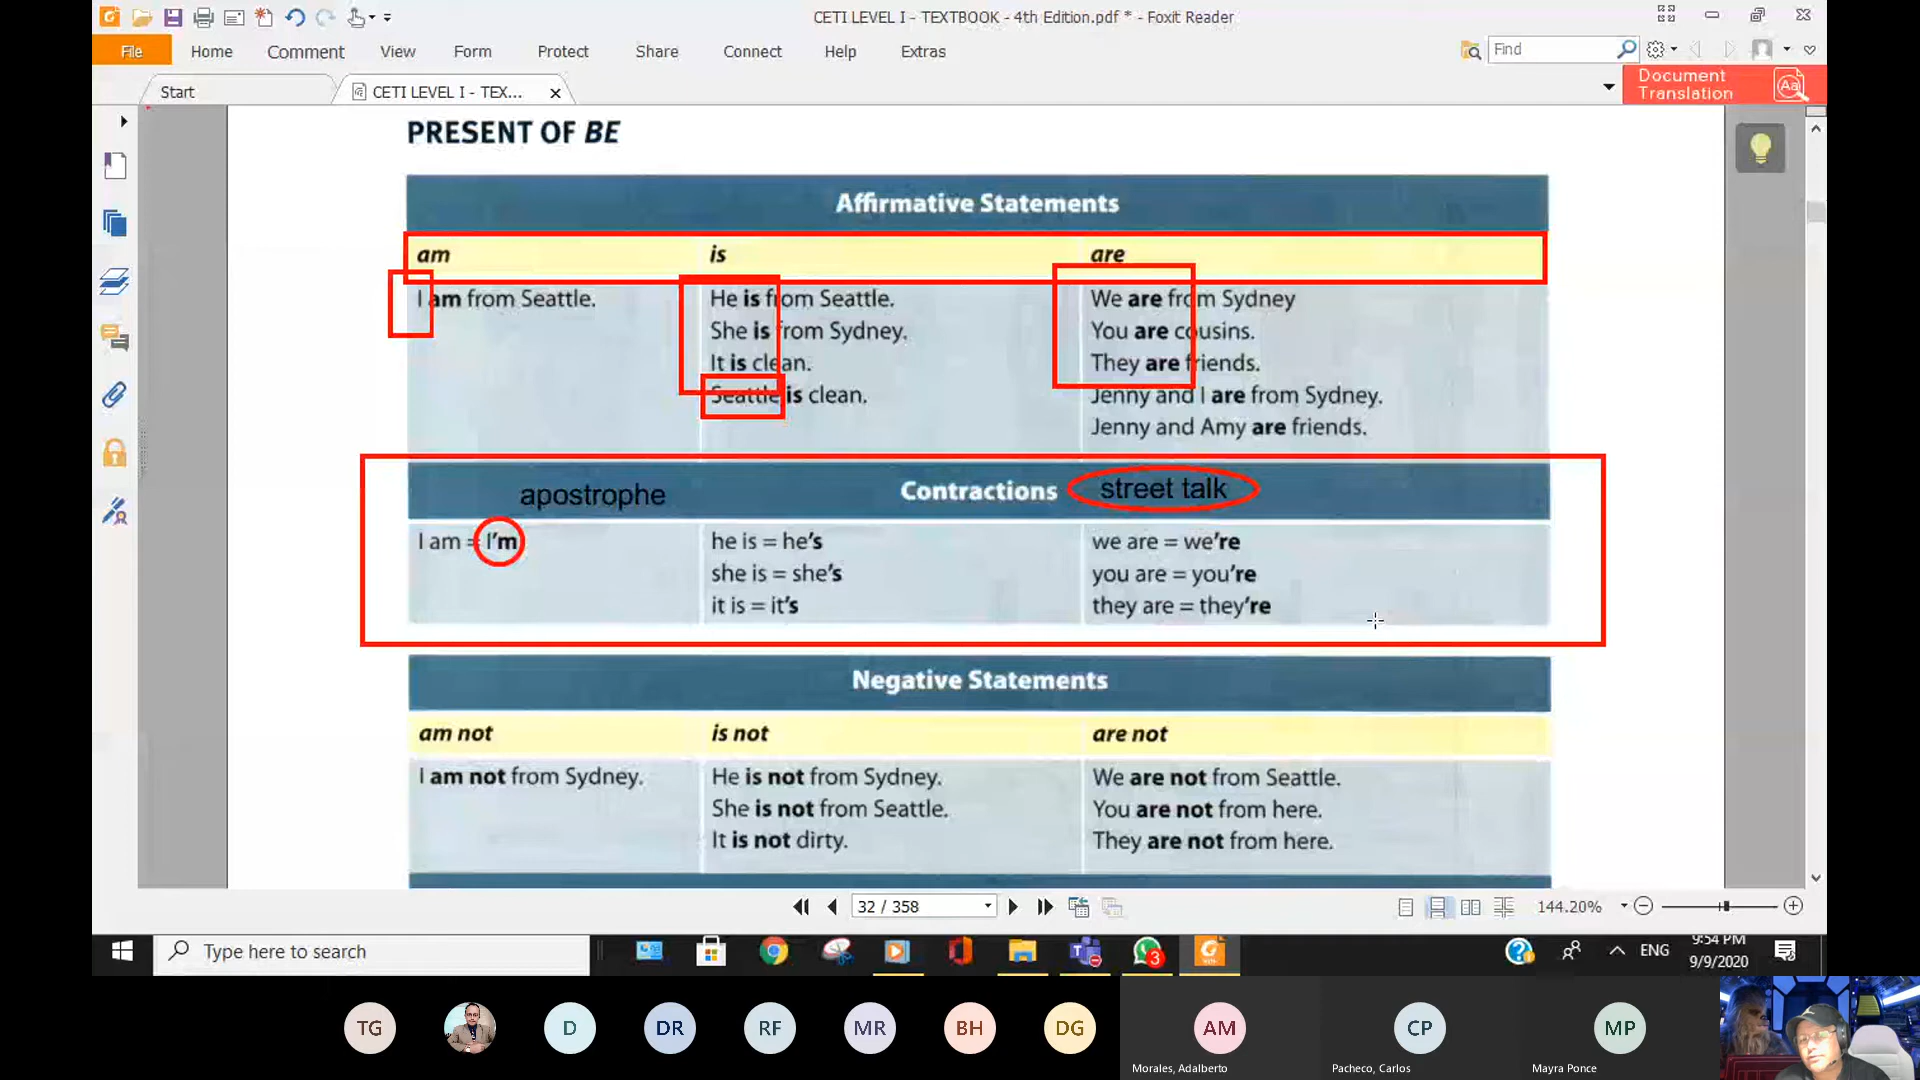 CETI LEVEL I - TEXTBOOK - 4th Edition.pdf * - Foxit Reader
File Home Comment View Form Protect Share Connect Help Extras
Find
Start
CETI LEVEL I - TEX...
Document
Translation
PRESENT OF BE
Affirmative Statements
am is are
I am from Seattle. He is from Seattle. We are from Sydney
She is from Sydney. You are cousins.
It is clean. They are friends.
Seattle is clean. Jenny and I are from Sydney.
Jenny and Amy are friends.
apostrophe Contractions street talk
I am = I'm he is = he's we are = we're
she is = she's you are = you're
it is = it's they are = they're
Negative Statements
am not is not are not
I am not from Sydney. He is not from Sydney. We are not from Seattle.
She is not from Seattle. You are not from here.
It is not dirty. They are not from here.
32 / 358
144.20%
Type here to search
3
ENG
9:54 PM
9/9/2020
TG D DR RF MR BH DG AM CP MP
Morales, Adalberto Pacheco, Carlos Mayra Ponce